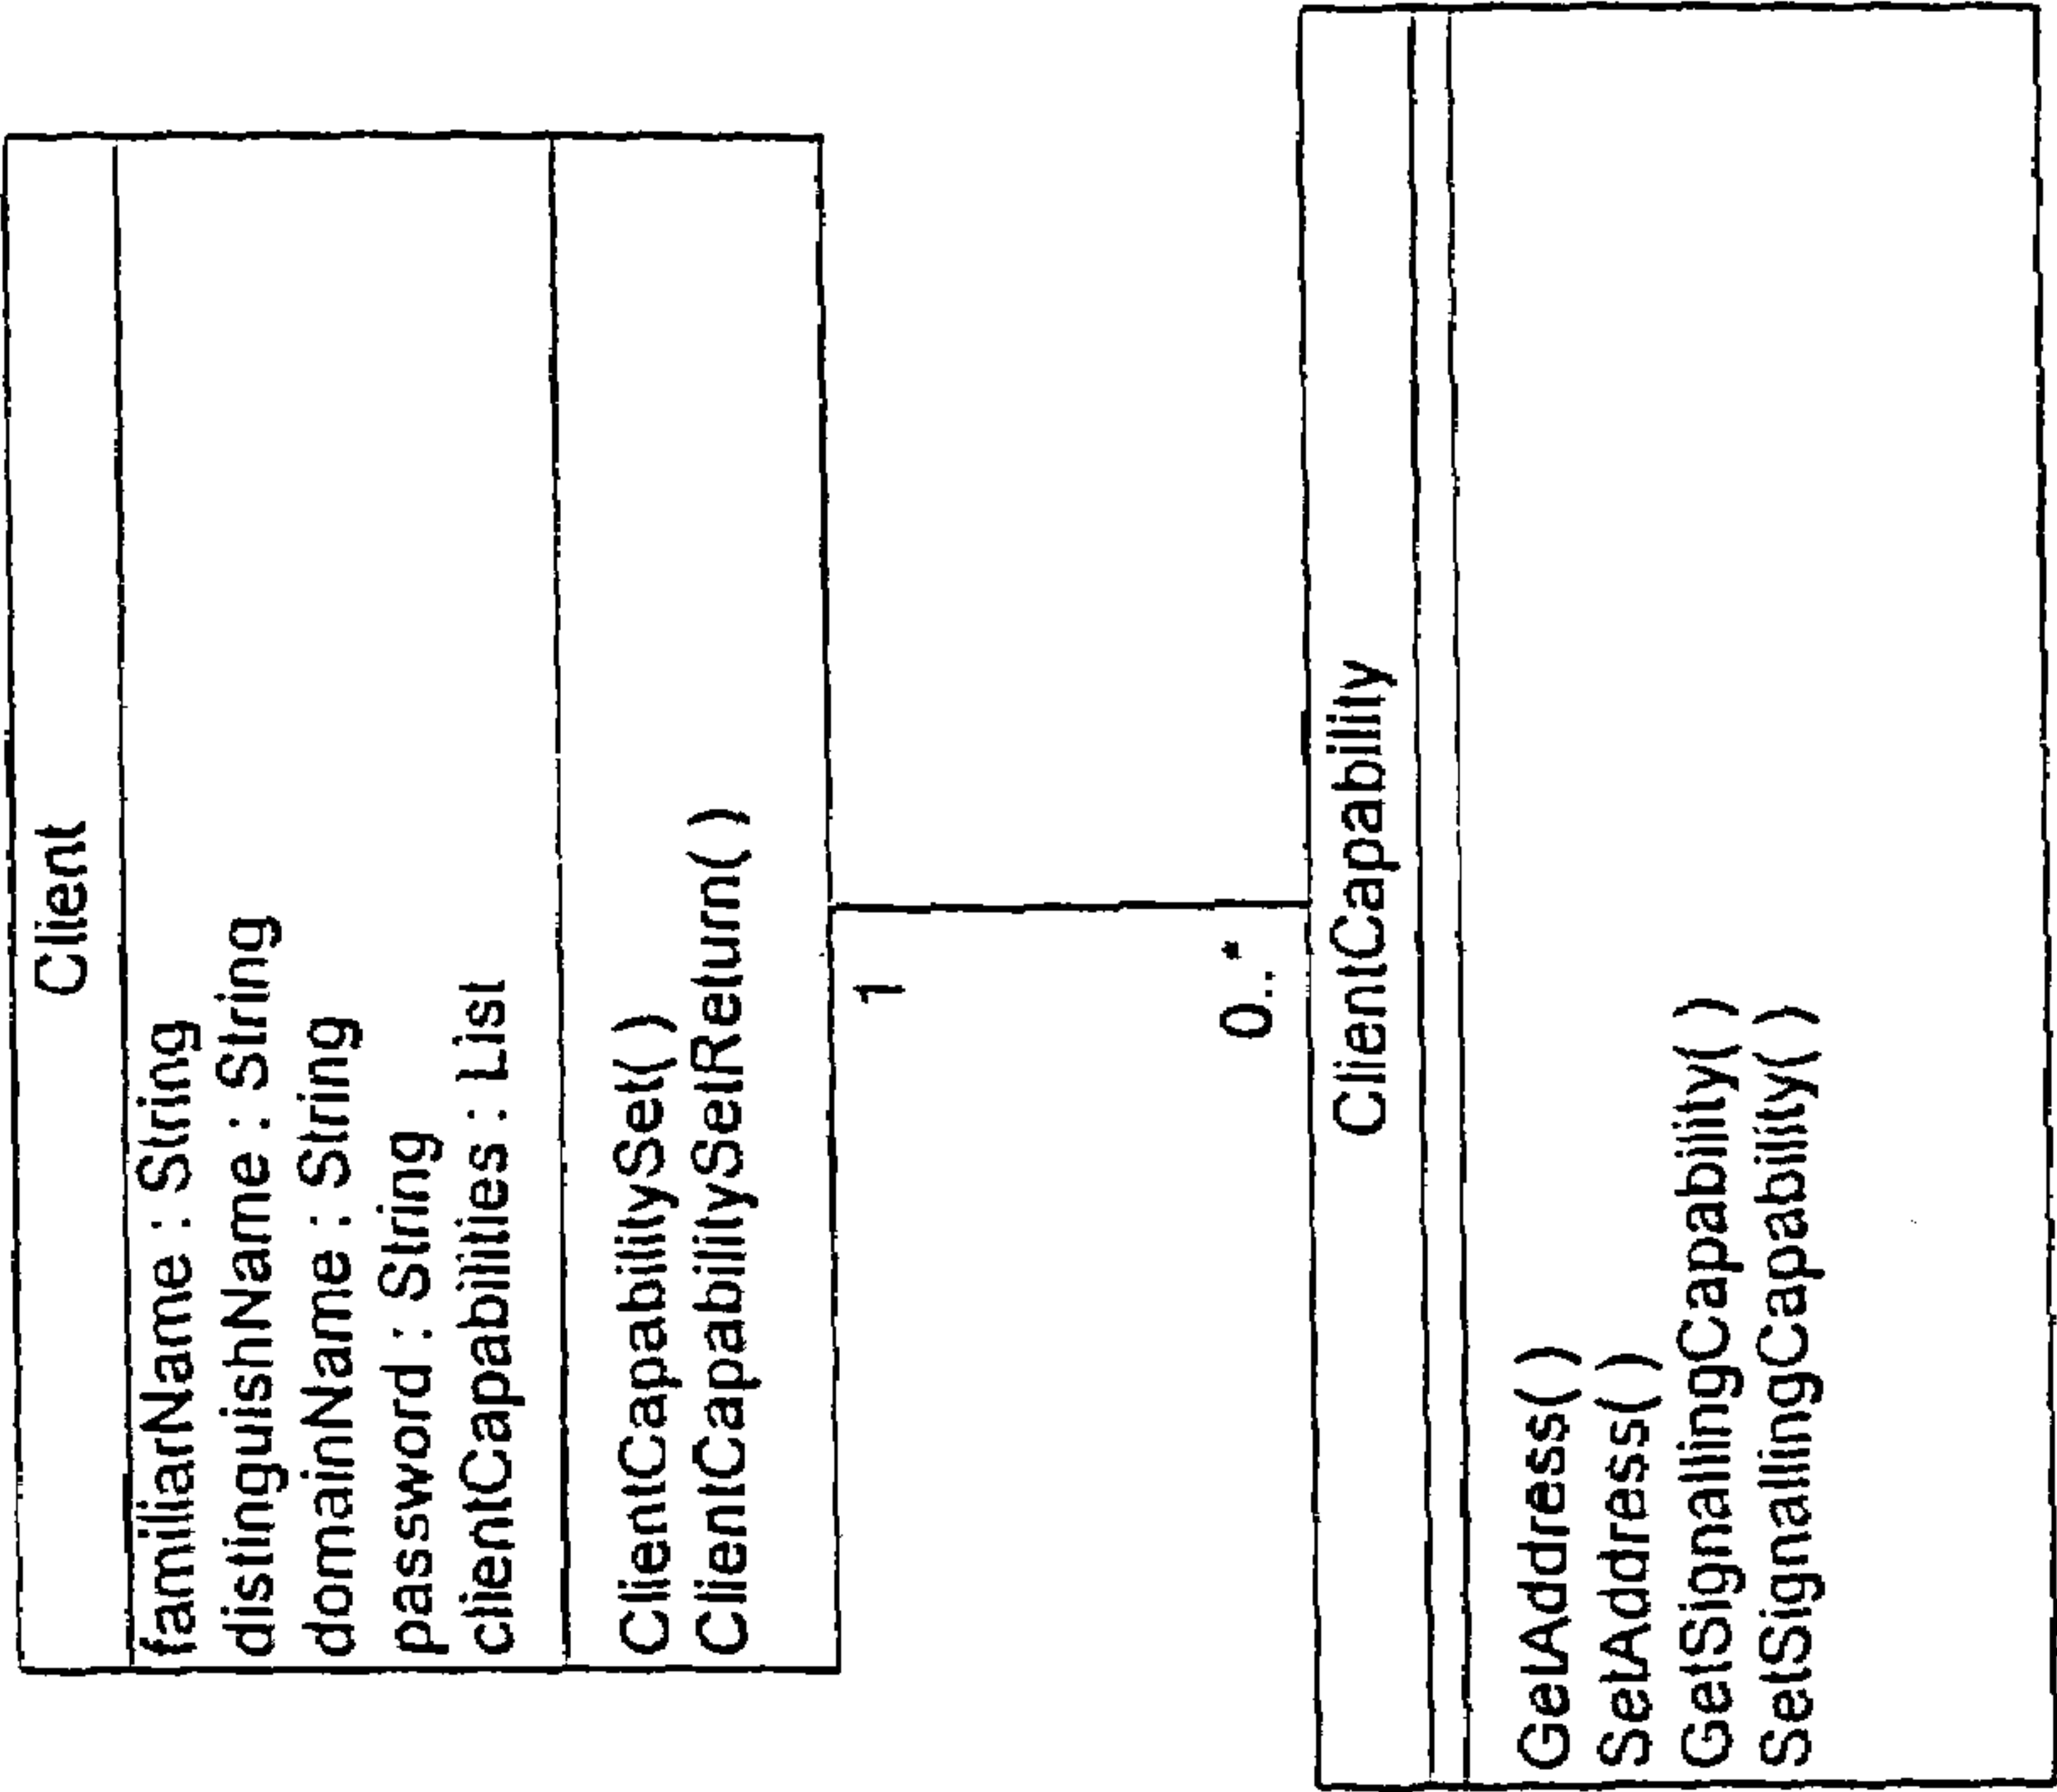 Client
familiarName : String
distinguishName : String
domainName : String
password : String
clientCapabilities : List
ClientCapabilitySet( )
ClientCapabilitySetReturn( )
1
0..*
ClientCapability
GetAddress( )
SetAddress( )
GetSignallingCapability( )
SetSignallingCapability( )